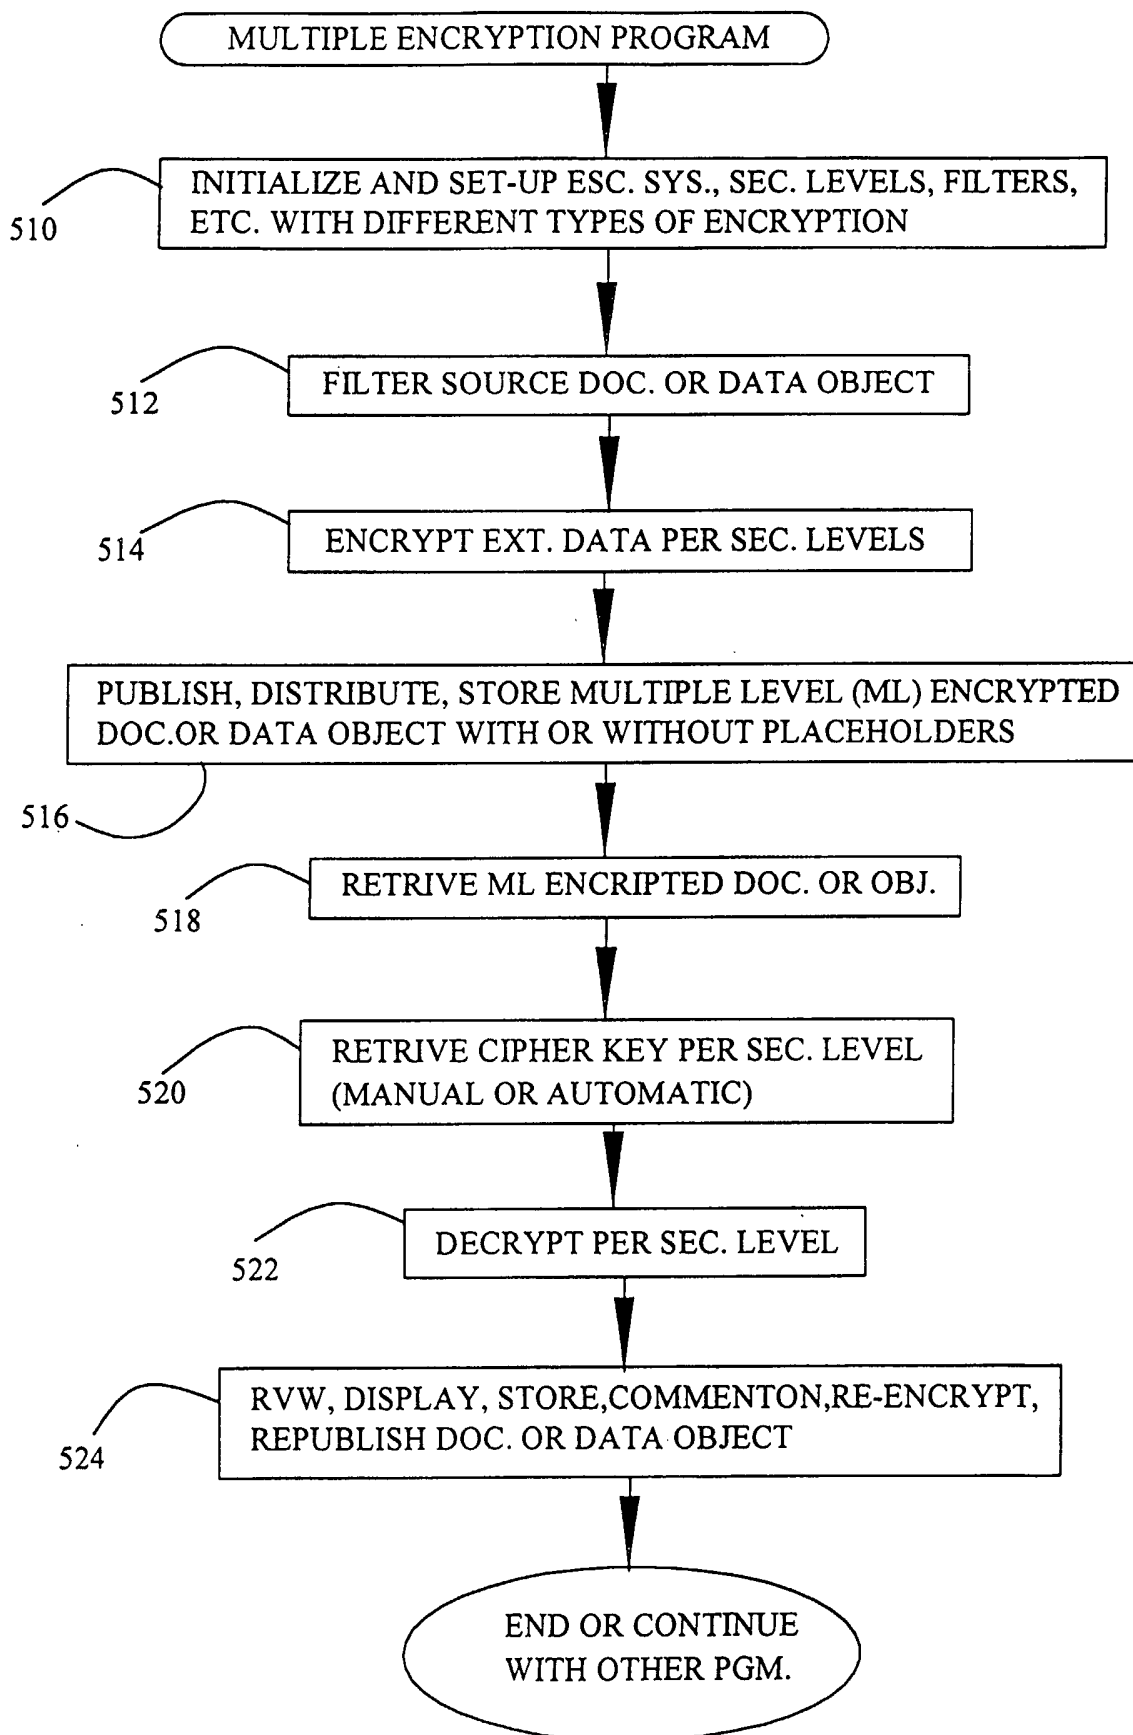 MULTIPLE ENCRYPTION PROGRAM
510
INITIALIZE AND SET-UP ESC. SYS., SEC. LEVELS, FILTERS,
ETC. WITH DIFFERENT TYPES OF ENCRYPTION
512
FILTER SOURCE DOC. OR DATA OBJECT
514
ENCRYPT EXT. DATA PER SEC. LEVELS
PUBLISH, DISTRIBUTE, STORE MULTIPLE LEVEL (ML) ENCRYPTED
DOC.OR DATA OBJECT WITH OR WITHOUT PLACEHOLDERS
516
518
RETRIVE ML ENCRIPTED DOC. OR OBJ.
520
RETRIVE CIPHER KEY PER SEC. LEVEL
(MANUAL OR AUTOMATIC)
522
DECRYPT PER SEC. LEVEL
524
RVW, DISPLAY, STORE,COMMENTON,RE-ENCRYPT,
REPUBLISH DOC. OR DATA OBJECT
END OR CONTINUE
WITH OTHER PGM.